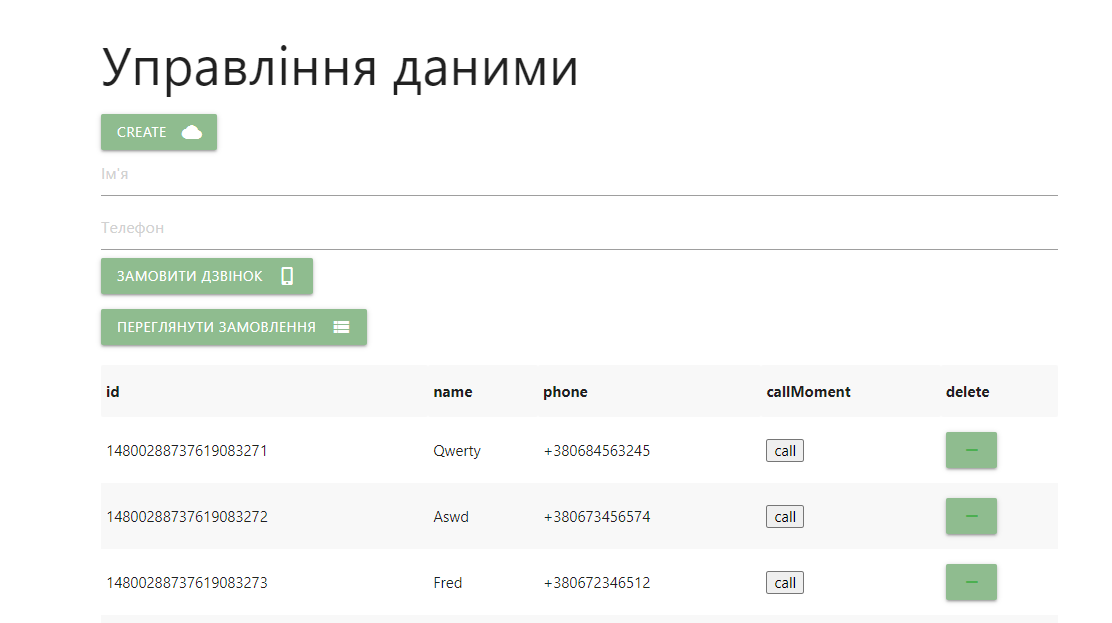 Управління даними
CREATE
Ім'я
Телефон
ЗАМОВИТИ ДЗВІНОК
ПЕРЕГЛЯНУТИ ЗАМОВЛЕННЯ
id name phone callMoment delete
14800288737619083271 Qwerty +380684563245 call
14800288737619083272 Aswd +380673456574 call
14800288737619083273 Fred +380672346512 call